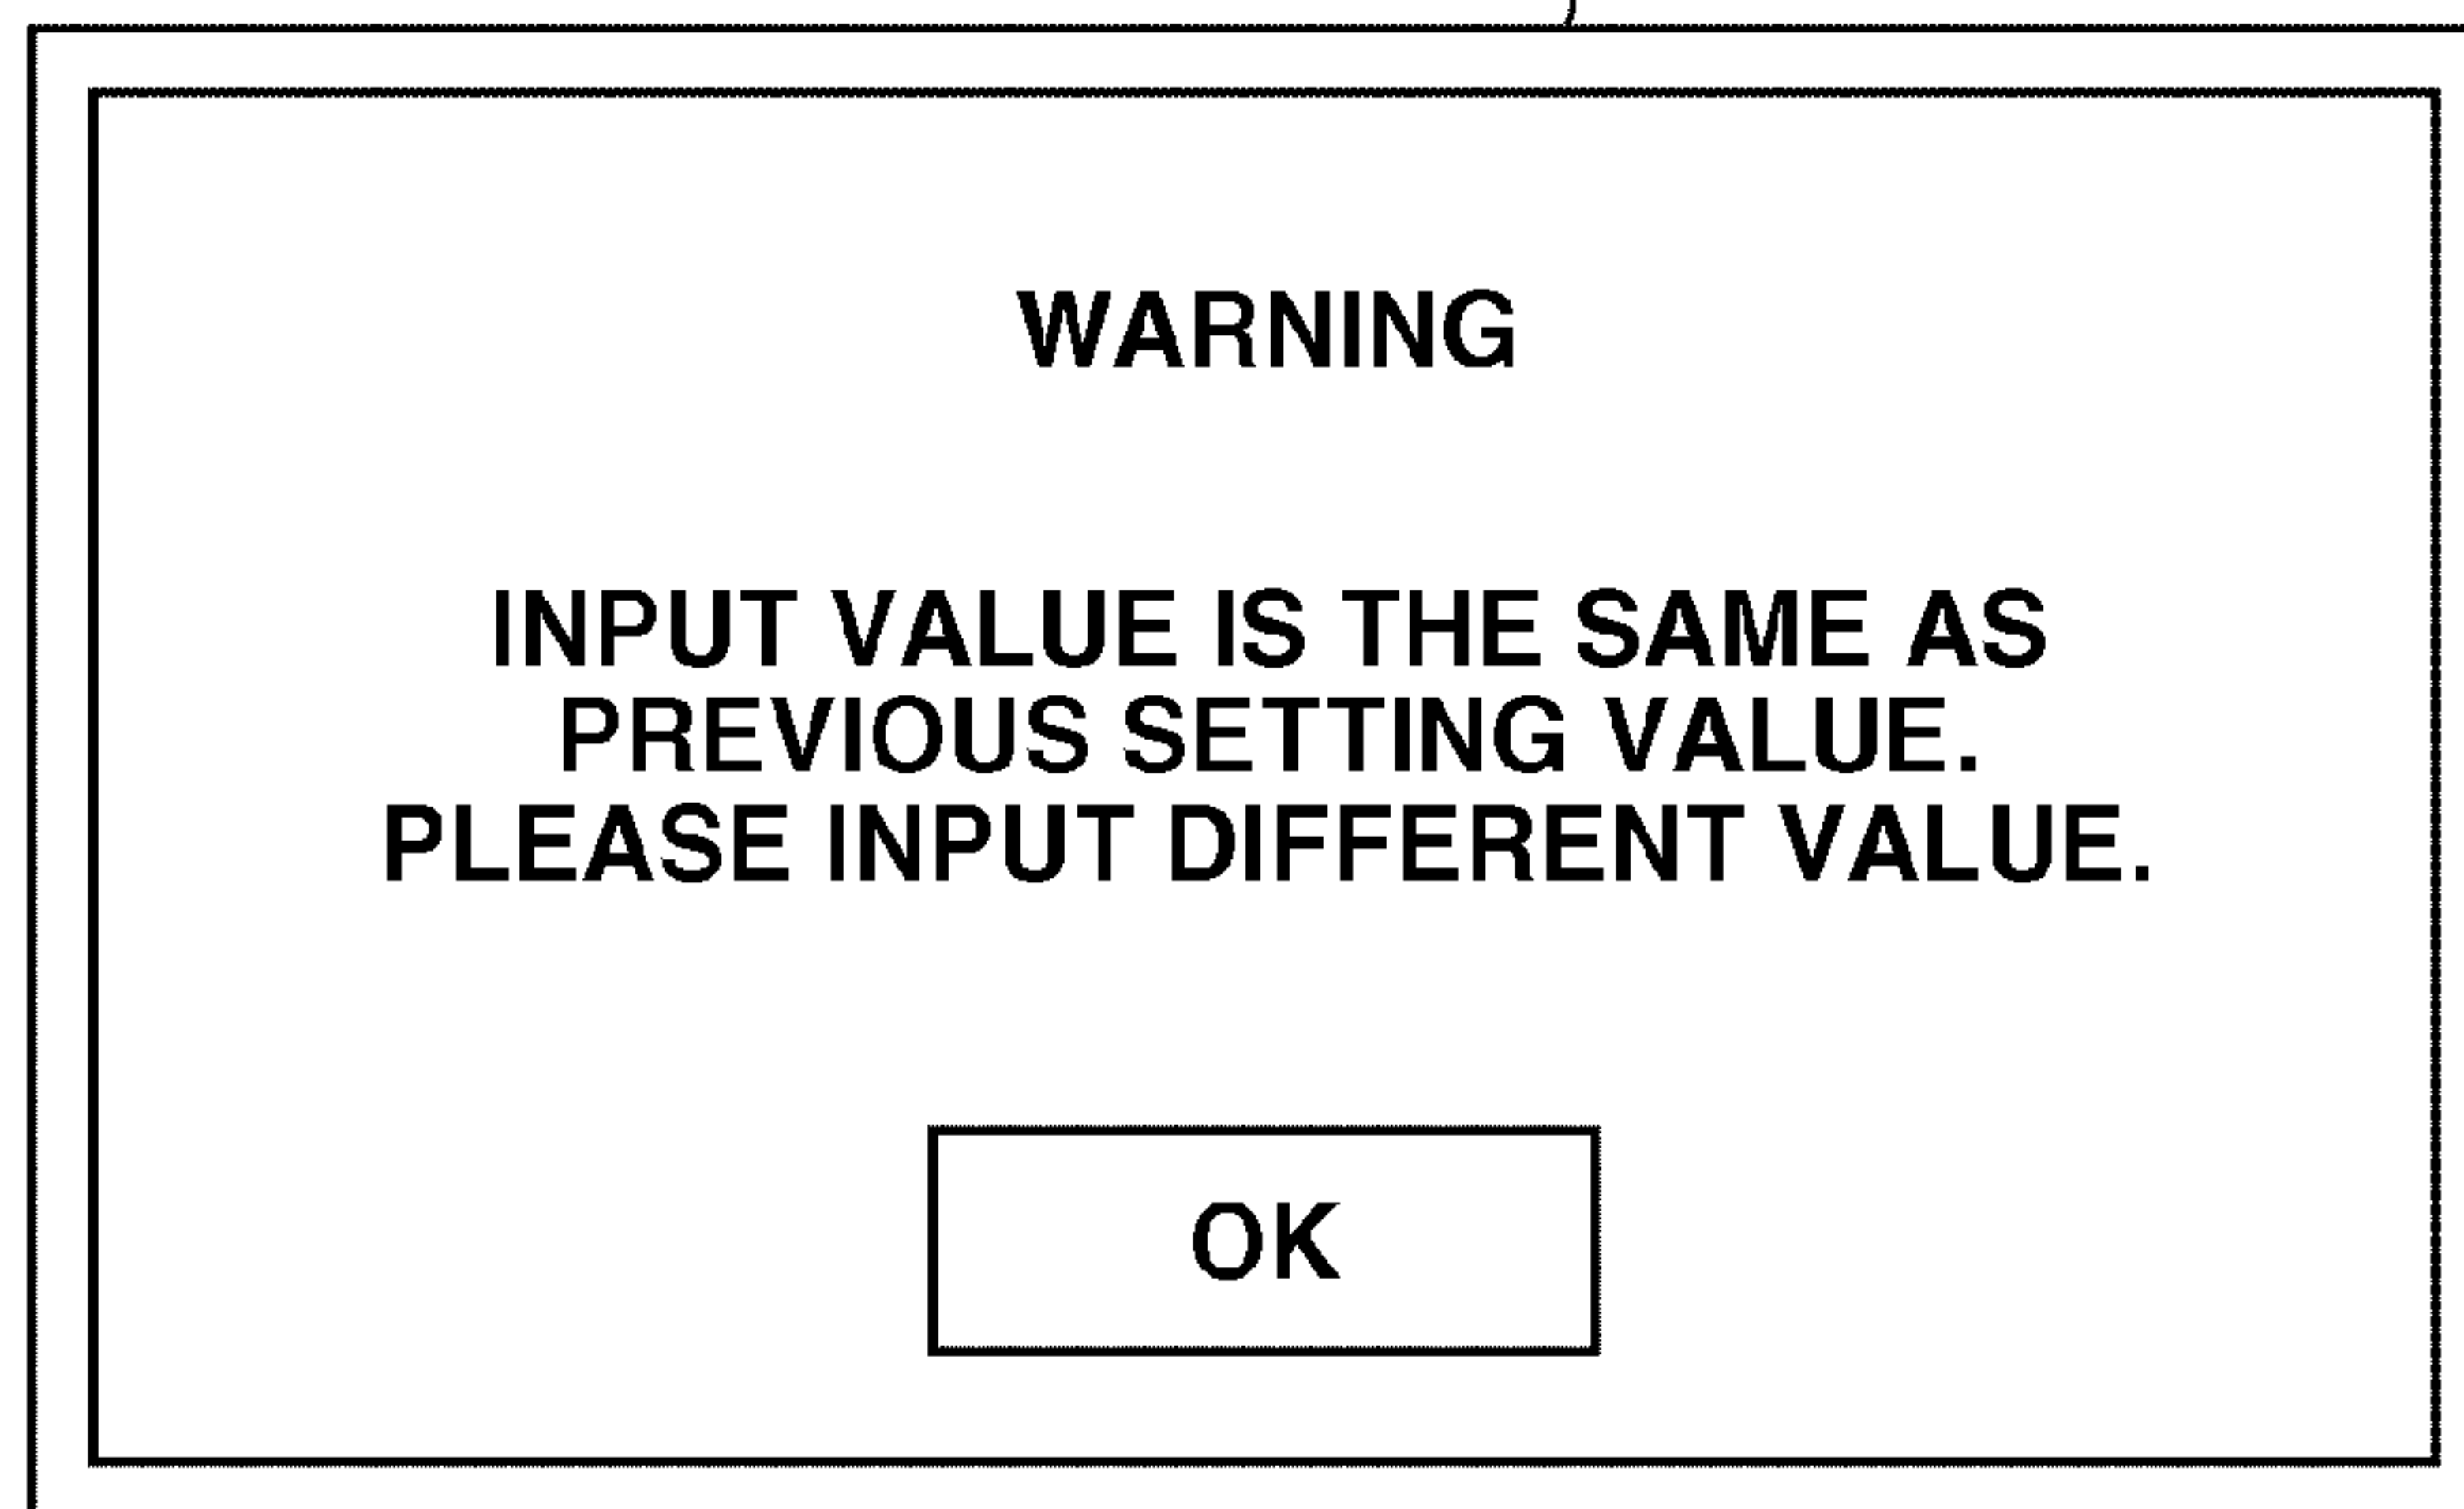 WARNING
INPUT VALUE IS THE SAME AS
PREVIOUS SETTING VALUE.
PLEASE INPUT DIFFERENT VALUE.
OK